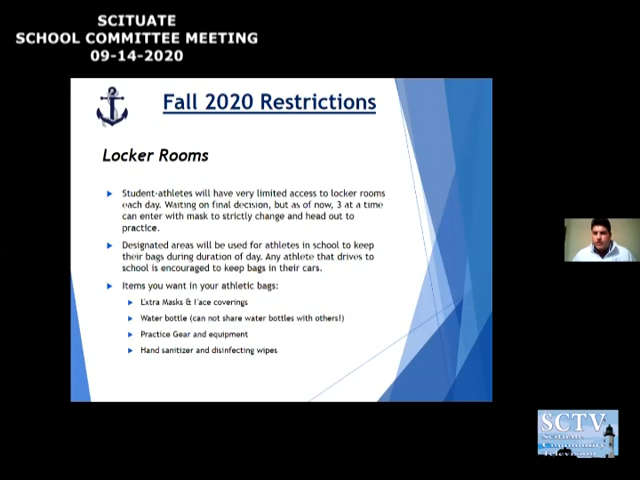 SCITUATE
SCHOOL COMMITTEE MEETING
09-14-2020
Fall 2020 Restrictions
Locker Rooms
Student-athletes will have very limited access to locker rooms
each day. Waiting on final decision, but as of now, 3 at a time
can enter with mask to strictly change and head out to
practice.
Designated areas will be used for athletes in school to keep
their bags during duration of day. Any athlete that drives to
school is encouraged to keep bags in their cars.
Items you want in your athletic bags:
Extra Masks & Face coverings
Water bottle (can not share water bottles with others!)
Practice Gear and equipment
Hand sanitizer and disinfecting wipes
SCTV
Scituate
Community
Television